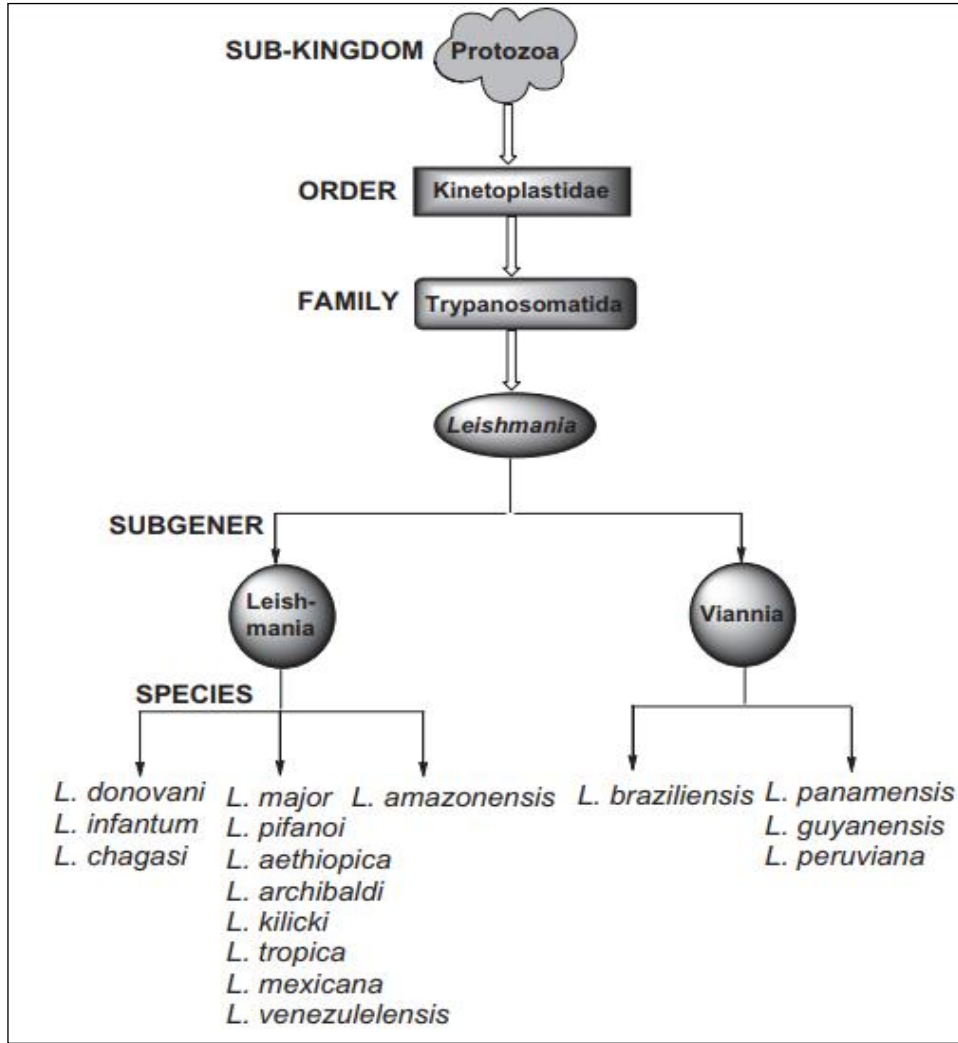 SUB-KINGDOM Protozoa
ORDER Kinetoplastidae
FAMILY Trypanosomatida
Leishmania
SUBGENER
Leish-
mania
Viannia
SPECIES
L. donovani
L. infantum
L. chagasi
L. major
L. pifanoi
L. aethiopica
L. archibaldi
L. kilicki
L. tropica
L. mexicana
L. venezulelensis
L. amazonensis
L. braziliensis
L. panamensis
L. guyanensis
L. peruviana